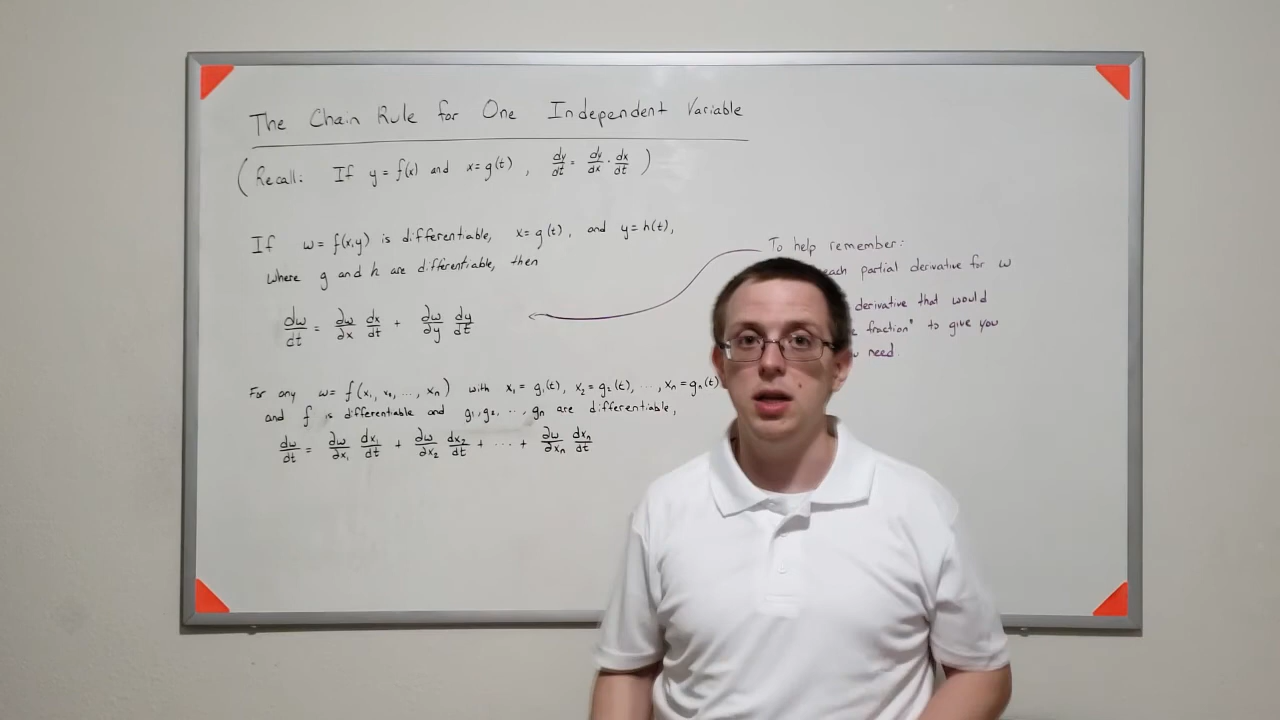 The Chain Rule for One Independent Variable
(Recall: If y = f(x) and x = g(t), dy/dt = dy/dx · dx/dt)
If w = f(x,y) is differentiable, x = g(t), and y = h(t),
where g and h are differentiable, then
dw/dt = ∂w/∂x dx/dt + ∂w/∂y dy/dt
For any w = f(x₁, x₂, ..., xₙ) with x₁ = g₁(t), x₂ = g₂(t), ..., xₙ = gₙ(t)
and f is differentiable and g₁, g₂, ..., gₙ are differentiable,
dw/dt = ∂w/∂x₁ dx₁/dt + ∂w/∂x₂ dx₂/dt + ... + ∂w/∂xₙ dxₙ/dt
To help remember:
each partial derivative for w
derivative that would
fraction" to give you
need.